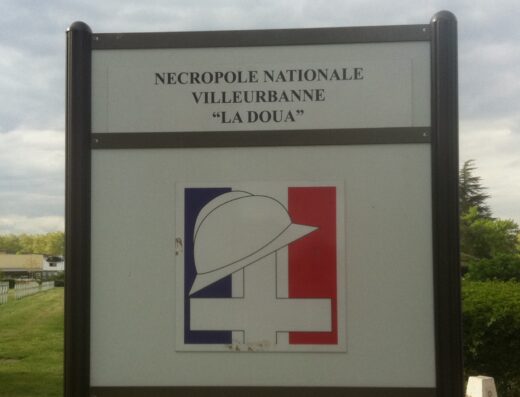 NECROPOLE NATIONALE
VILLEURBANNE
“LA DOUA”